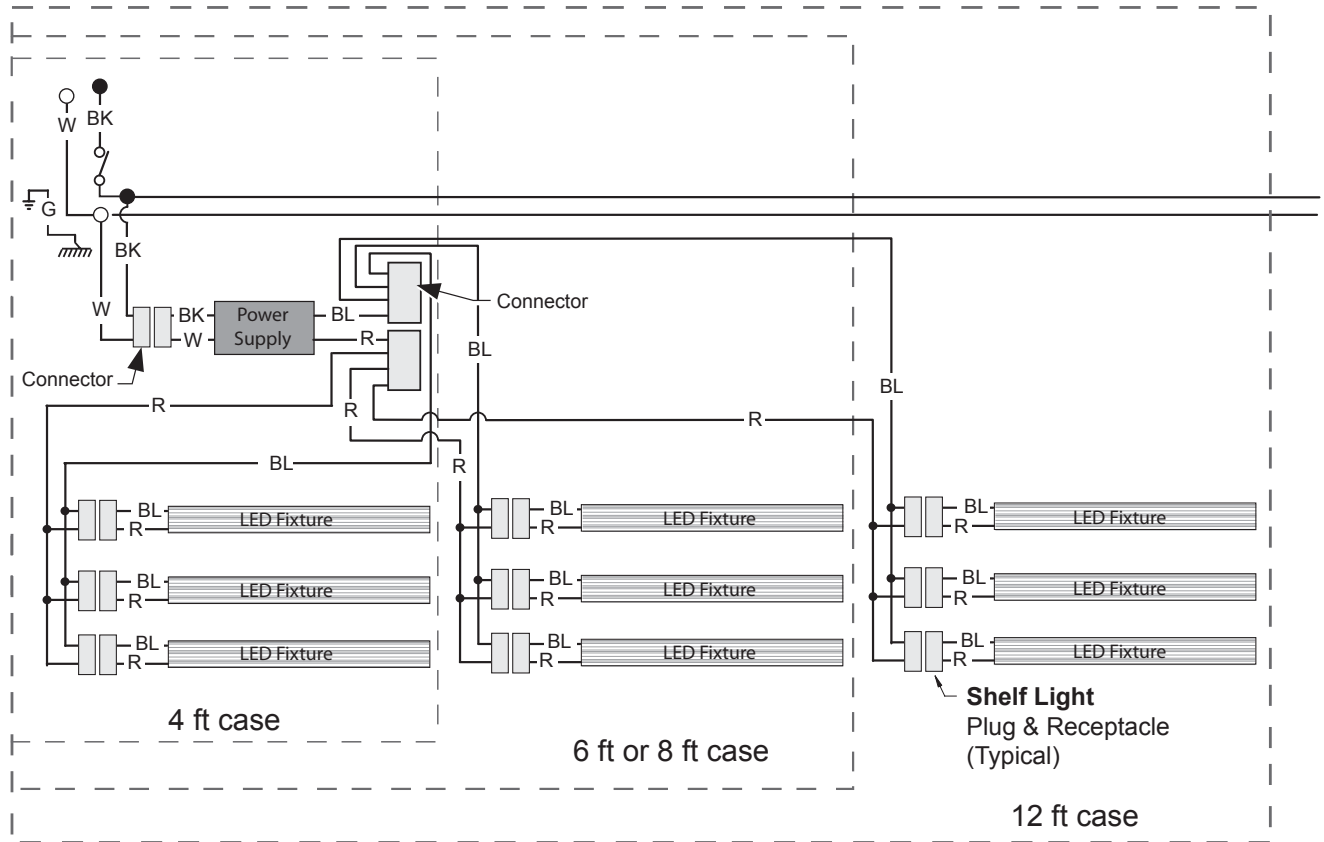 W
BK
G
BK
W
BK
Power
Supply
BL
W
R
Connector
Connector
BL
BL
R
R
R
BL
R
BL
R
LED Fixture
BL
R
LED Fixture
BL
R
LED Fixture
BL
R
LED Fixture
BL
R
LED Fixture
BL
R
LED Fixture
BL
R
LED Fixture
BL
R
LED Fixture
BL
R
LED Fixture
4 ft case
6 ft or 8 ft case
Shelf Light
Plug & Receptacle
(Typical)
12 ft case